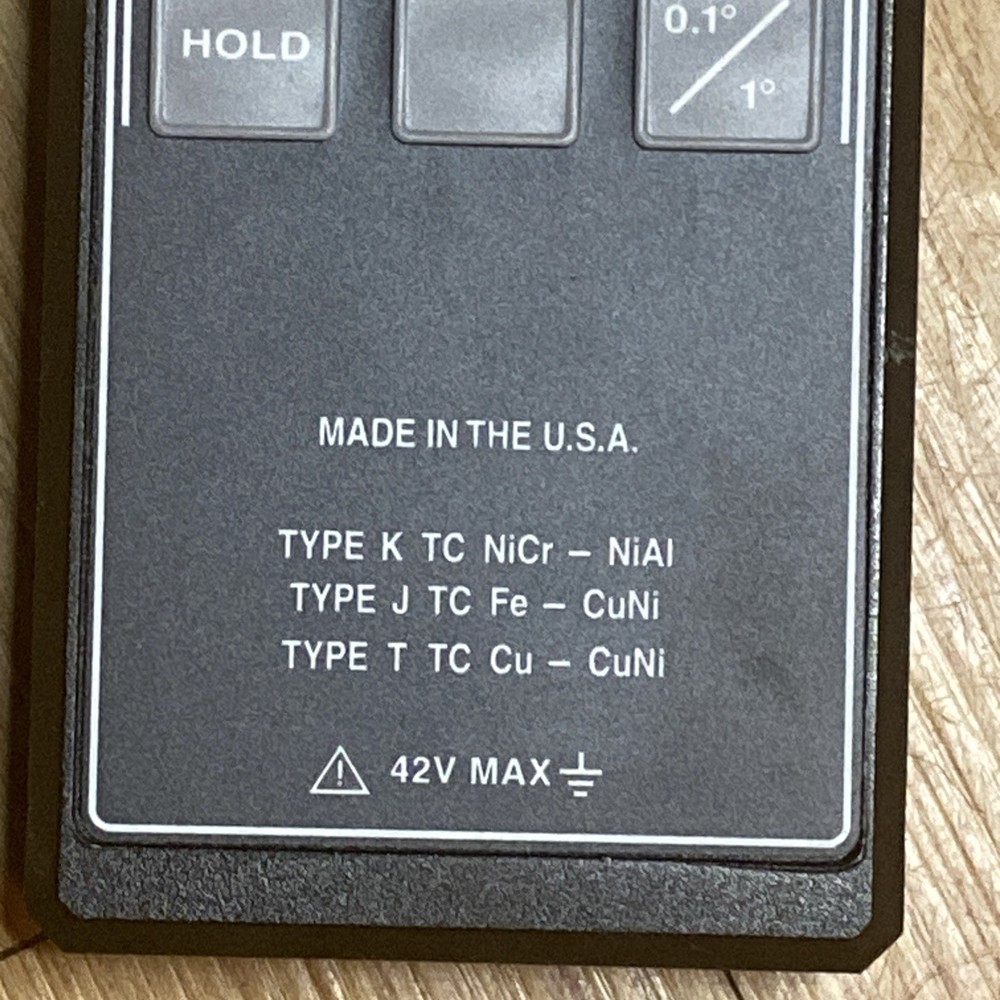 HOLD
0.1°
1°
MADE IN THE U.S.A.
TYPE K TC NiCr – NiAl
TYPE J TC Fe – CuNi
TYPE T TC Cu – CuNi
42V MAX